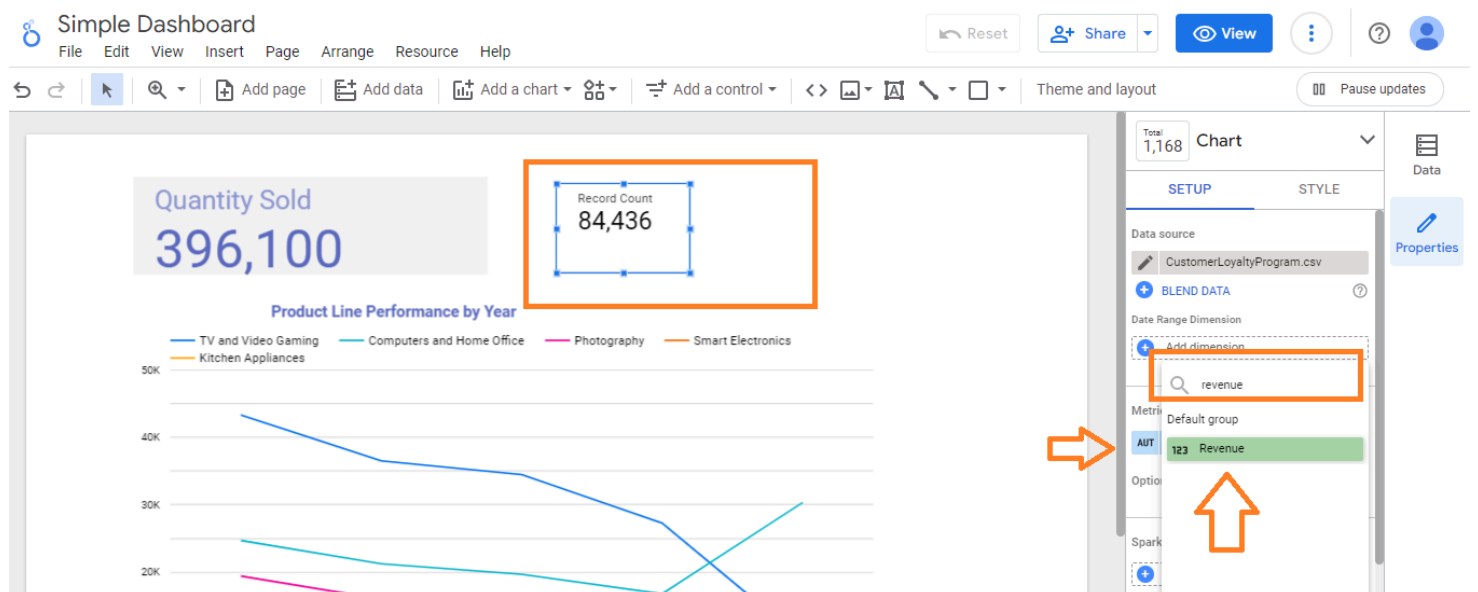 Simple Dashboard
File Edit View Insert Page Arrange Resource Help
Reset
Share
View
Add page Add data Add a chart Add a control Theme and layout Pause updates
Quantity Sold
396,100
Record Count
84,436
Product Line Performance by Year
TV and Video Gaming Computers and Home Office Photography Smart Electronics
Kitchen Appliances
50K
40K
30K
20K
Total
1,168
Chart
SETUP STYLE
Data source
CustomerLoyaltyProgram.csv
BLEND DATA
Date Range Dimension
Add dimension
revenue
Metri
Default group
AUT
123 Revenue
Optio
Spark
Data
Properties